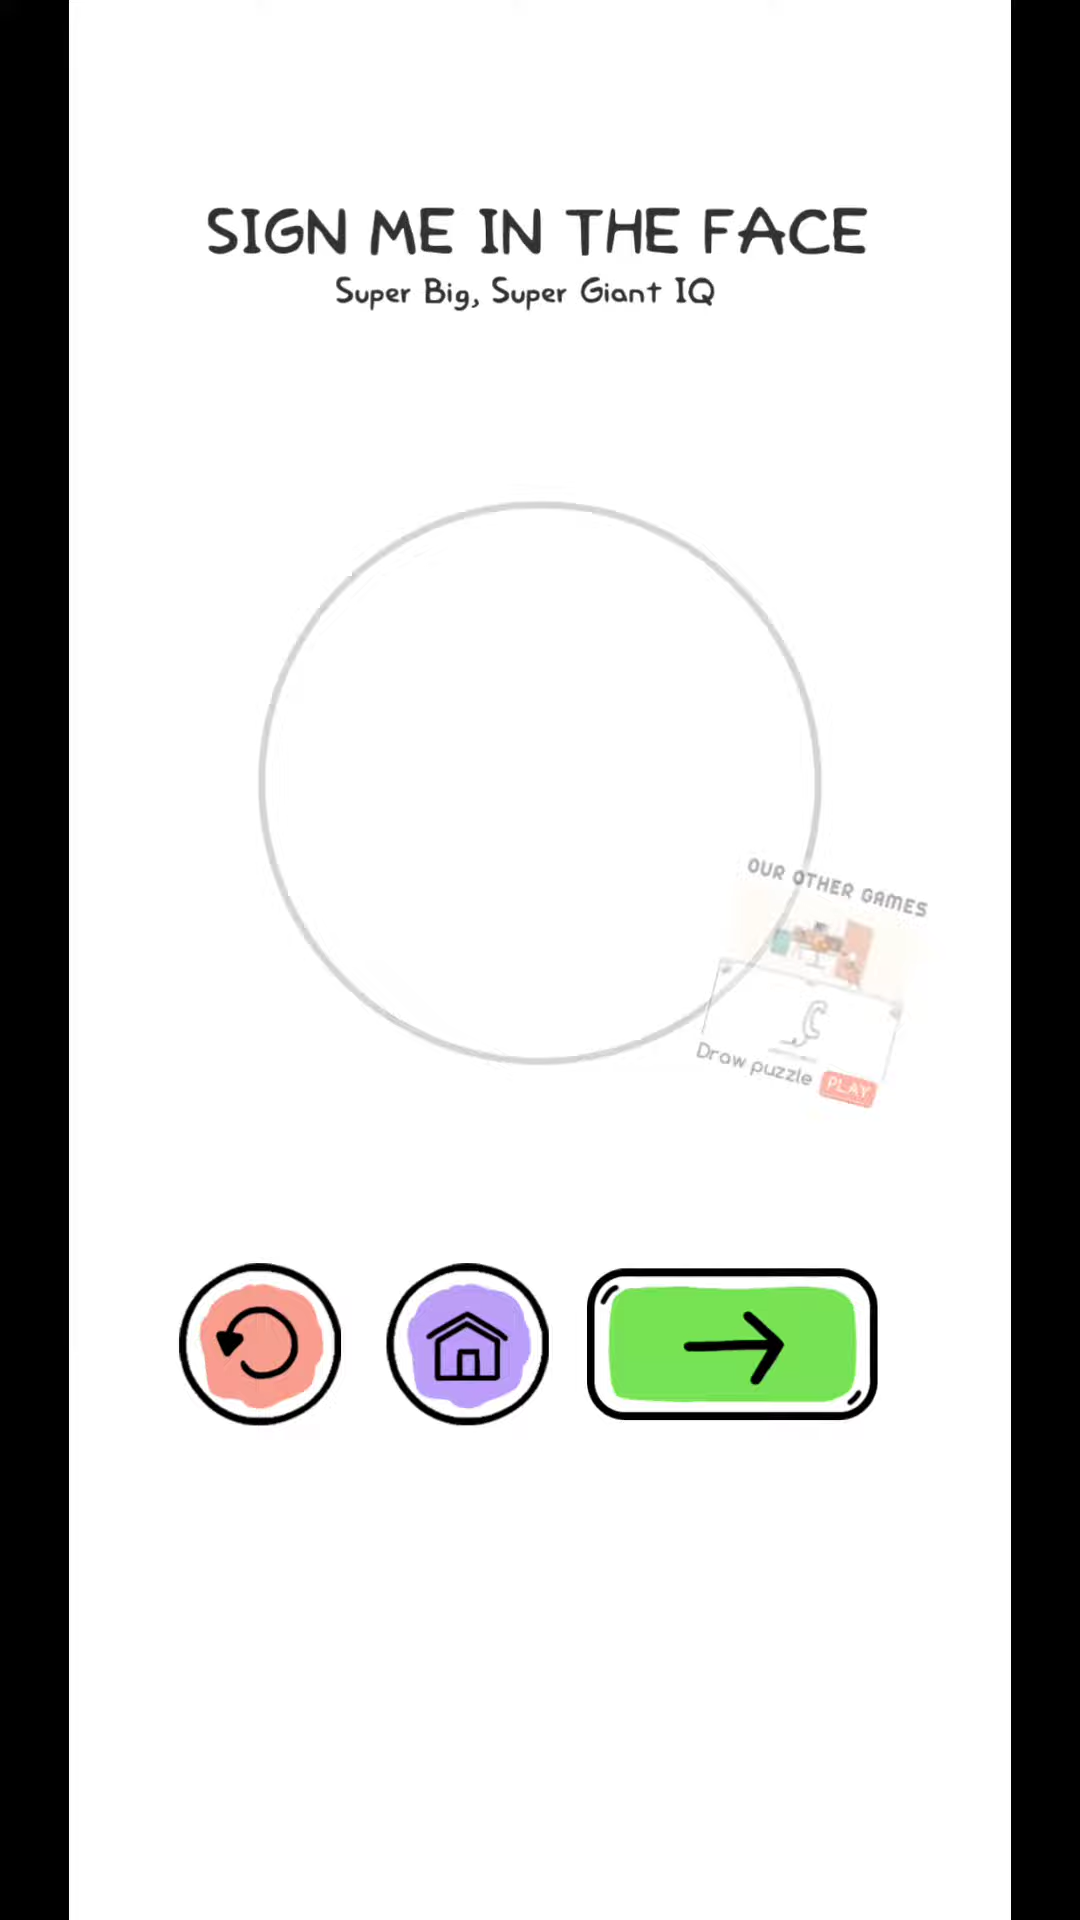 SIGN ME IN THE FACE
Super Big, Super Giant IQ
OUR OTHER GAMES
Draw puzzle
PLAY